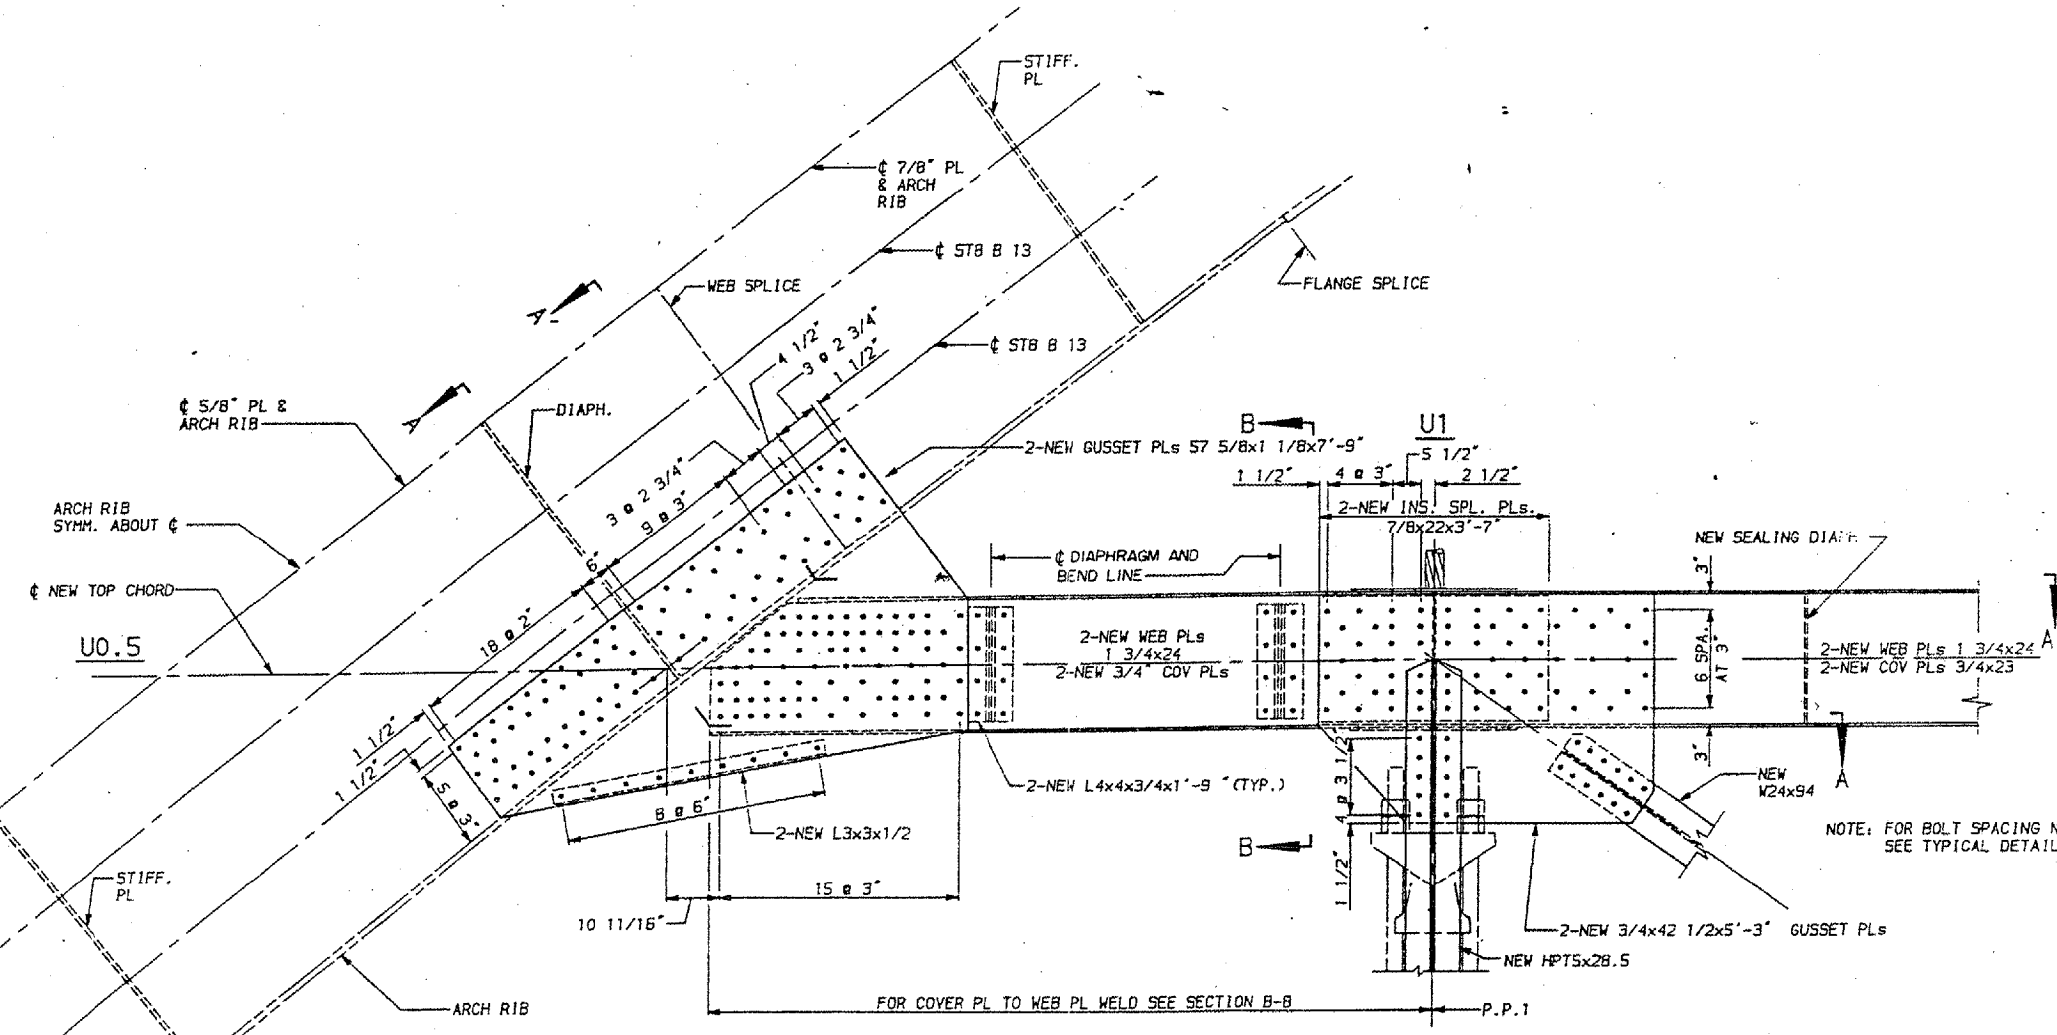 STIFF.
PL
₵ 7/8" PL
& ARCH
RIB
₵ ST8 B 13
WEB SPLICE
FLANGE SPLICE
A
4 1/2"
3 @ 2 3/4"
1 1/2"
₵ ST8 B 13
₵ 5/8" PL &
ARCH RIB
A
DIAPH.
B
U1
2-NEW GUSSET PLs 57 5/8x1 1/8x7'-9"
5 1/2"
1 1/2"
4 @ 3"
2 1/2"
3 @ 2 3/4"
9 @ 3"
ARCH RIB
SYMM. ABOUT ₵
2-NEW INS. SPL. PLs.
7/8x22x3'-7"
NEW SEALING DIAPH.
₵ DIAPHRAGM AND
BEND LINE
3"
6"
₵ NEW TOP CHORD
18 @ 2"
U0.5
2-NEW WEB PLs
1 3/4x24
2-NEW 3/4" COV PLs
6 SPA.
AT 3"
2-NEW WEB PLs 1 3/4x24
2-NEW COV PLs 3/4x23
A
1 1/2"
1 1/2"
5 @ 3"
3"
A
2-NEW L4x4x3/4x1'-9 "(TYP.)
4 @ 3 1/2"
NEW
W24x94
8 @ 6"
2-NEW L3x3x1/2
1 1/2"
B
NOTE: FOR BOLT SPACING N
SEE TYPICAL DETAIL
STIFF.
PL
15 @ 3"
10 11/16"
2-NEW 3/4x42 1/2x5'-3" GUSSET PLs
NEW HPT5x28.5
ARCH RIB
FOR COVER PL TO WEB PL WELD SEE SECTION B-B
P.P.1